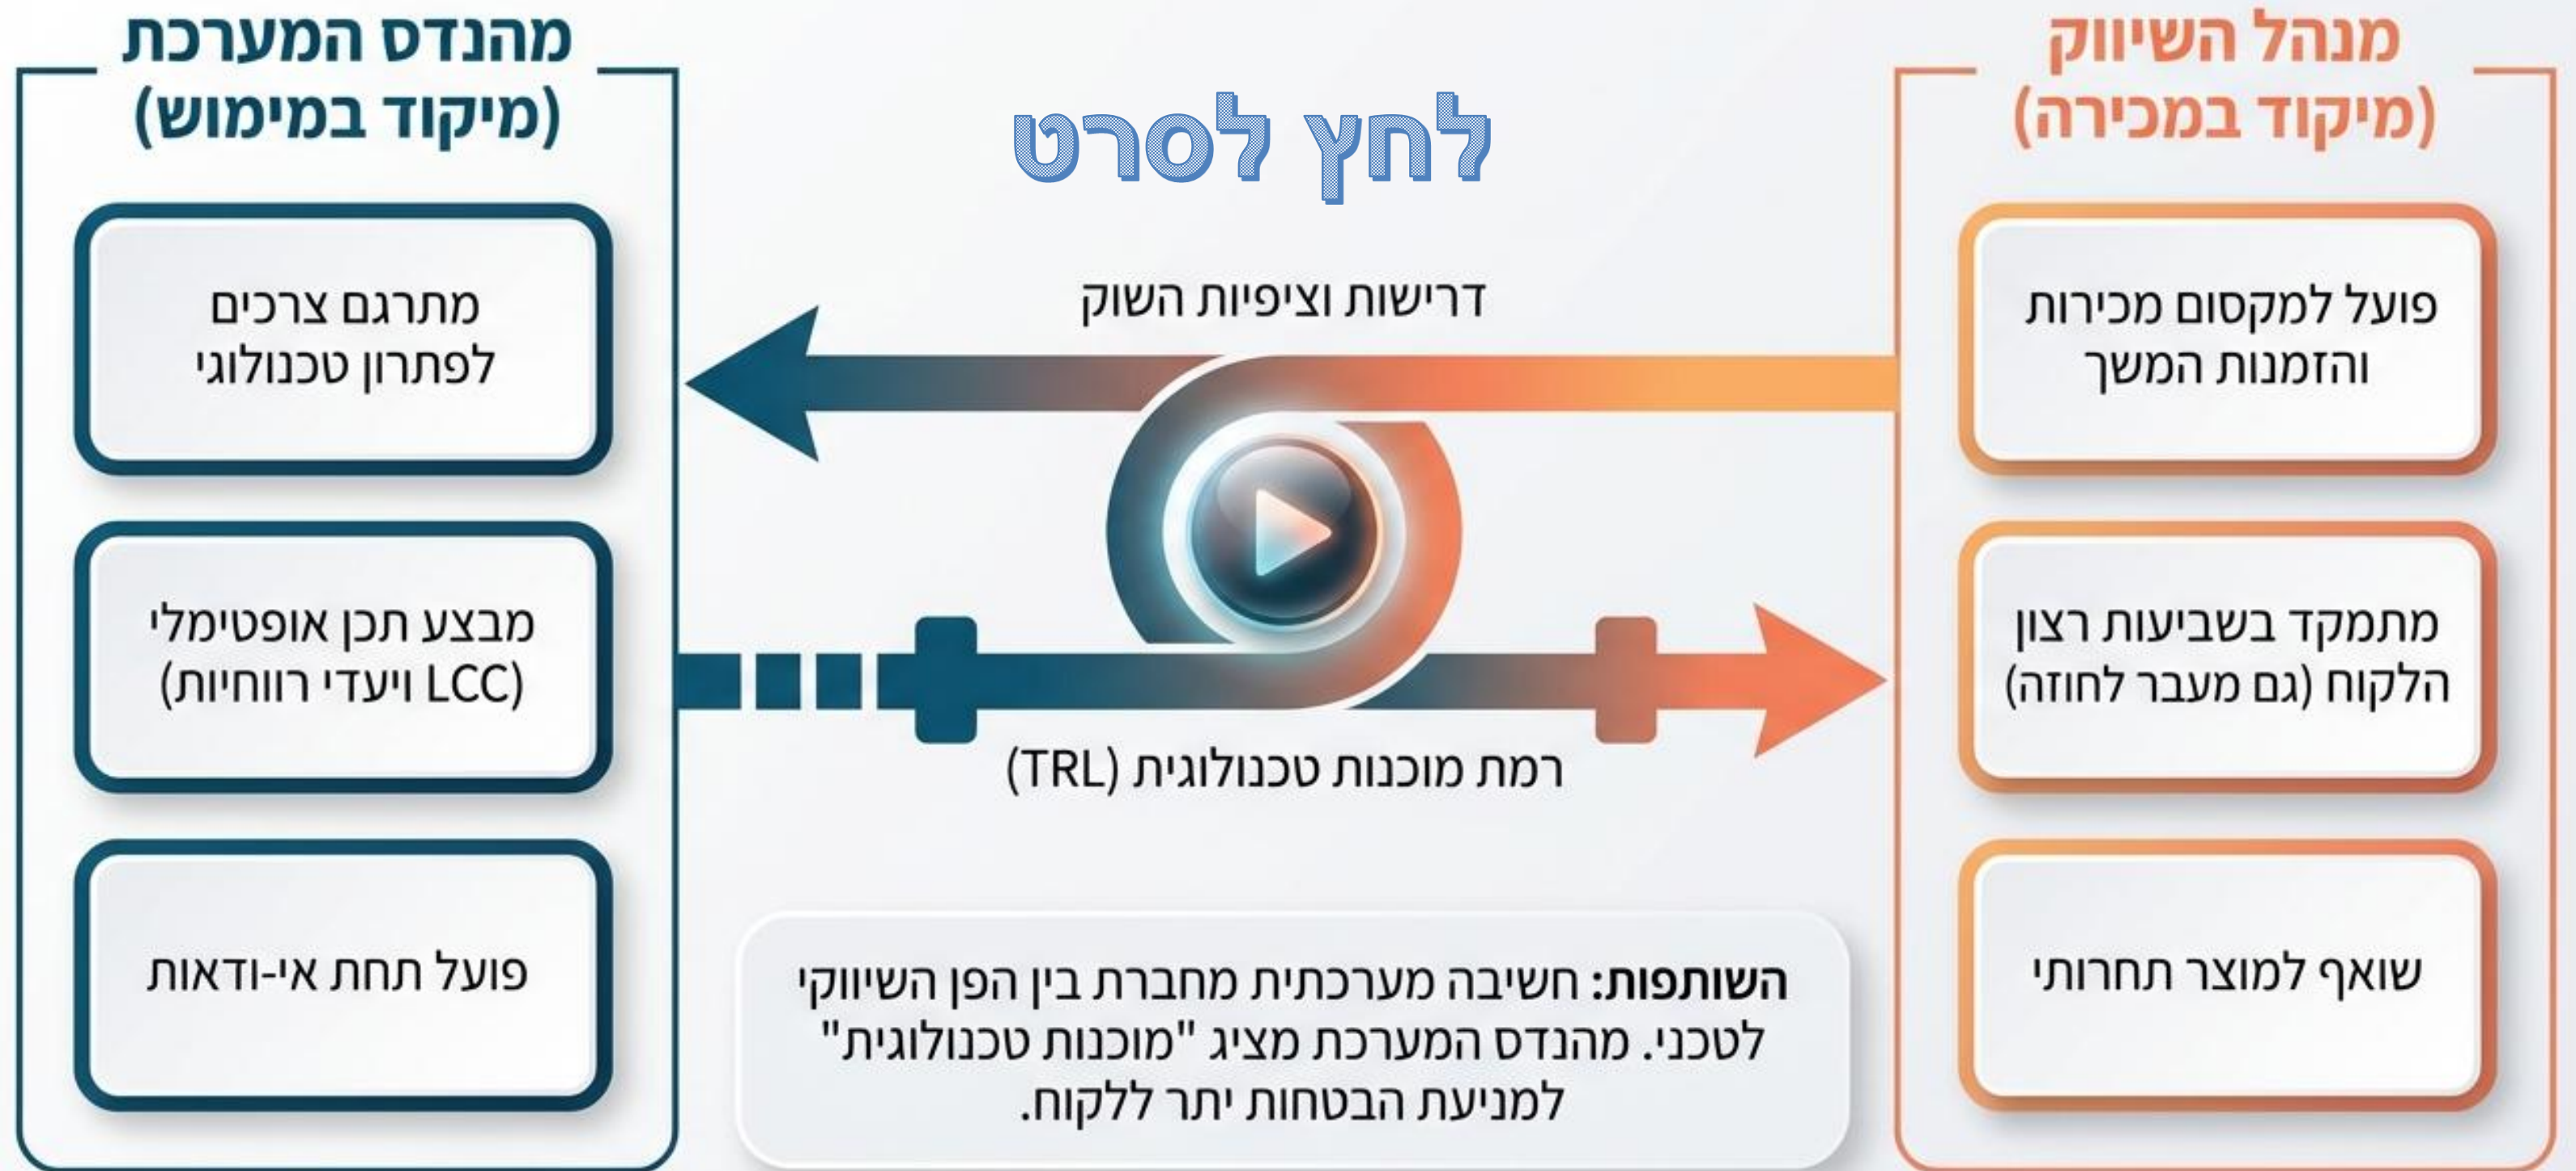 מנהל השיווק
(מיקוד במכירה)
פועל למקסום מכירות
והזמנות המשך
מתמקד בשביעות רצון
הלקוח (גם מעבר לחוזה)
שואף למוצר תחרותי
לחץ לסרט
דרישות וציפיות השוק
רמת מוכנות טכנולוגית (TRL)
השותפות: חשיבה מערכתית מחברת בין הפן השיווקי
לטכני. מהנדס המערכת מציג "מוכנות טכנולוגית"
למניעת הבטחות יתר ללקוח.
מהנדס המערכת
(מיקוד במימוש)
מתרגם צרכים
לפתרון טכנולוגי
מבצע תכן אופטימלי
(LCC ויעדי רווחיות)
פועל תחת אי-ודאות